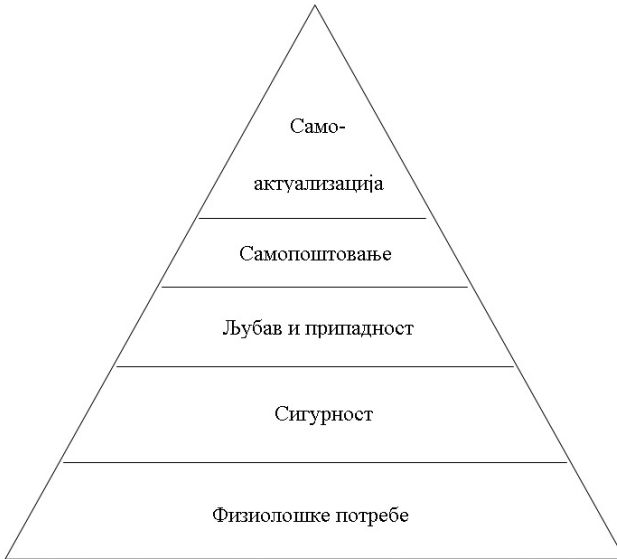 Само-
актуализација
Самопоштовање
Љубав и припадност
Сигурност
Физиолошке потребе